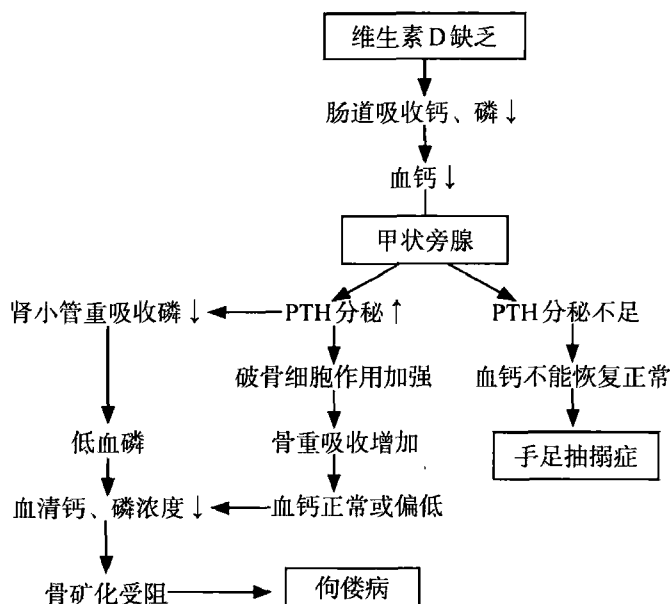 维生素D缺乏
肠道吸收钙、磷↓
血钙↓
甲状旁腺
肾小管重吸收磷↓
PTH分秘↑
PTH分秘不足
破骨细胞作用加强
血钙不能恢复正常
低血磷
骨重吸收增加
手足抽搦症
血清钙、磷浓度↓
血钙正常或偏低
骨矿化受阻
佝偻病